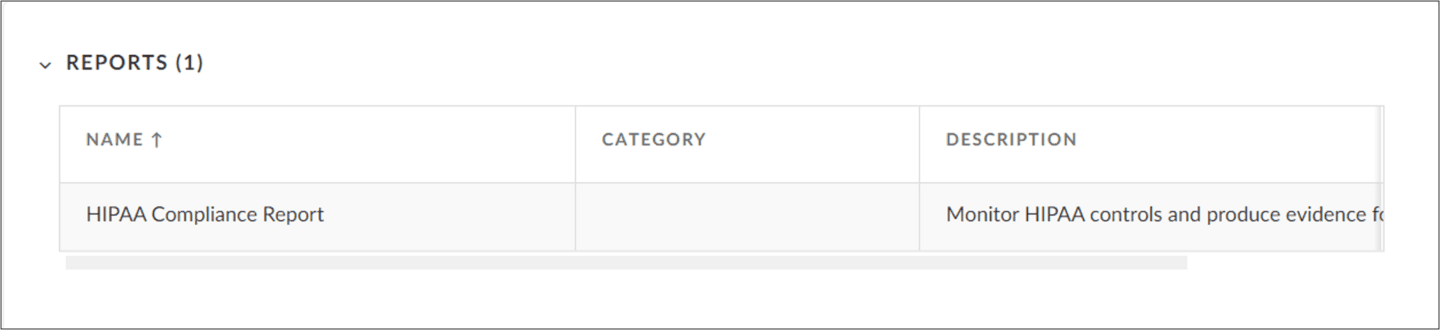 REPORTS (1)
NAME ↑ CATEGORY DESCRIPTION
HIPAA Compliance Report Monitor HIPAA controls and produce evidence